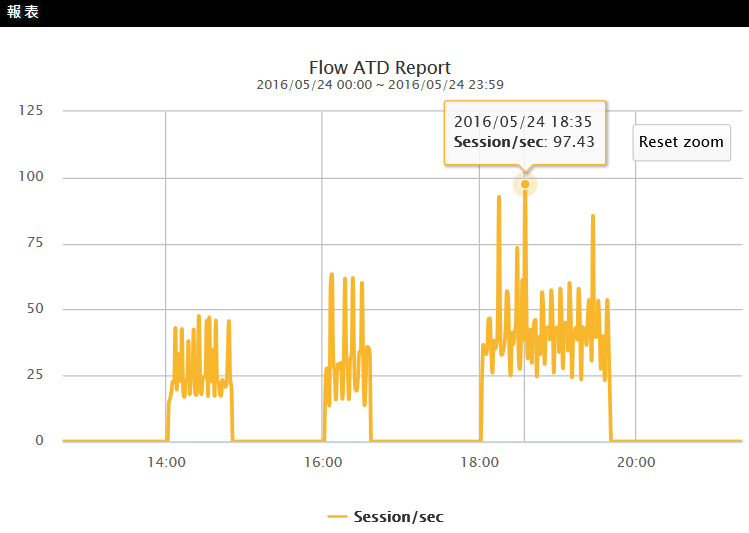 報表
Flow ATD Report
2016/05/24 00:00 ~ 2016/05/24 23:59
125
2016/05/24 18:35
Session/sec: 97.43
Reset zoom
100
75
50
25
0
14:00 16:00 18:00 20:00
Session/sec